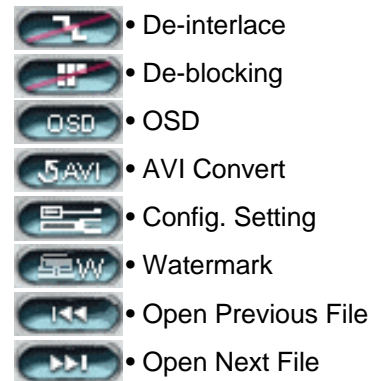 • De-interlace
• De-blocking
OSD • OSD
AVI • AVI Convert
• Config. Setting
W • Watermark
• Open Previous File
• Open Next File